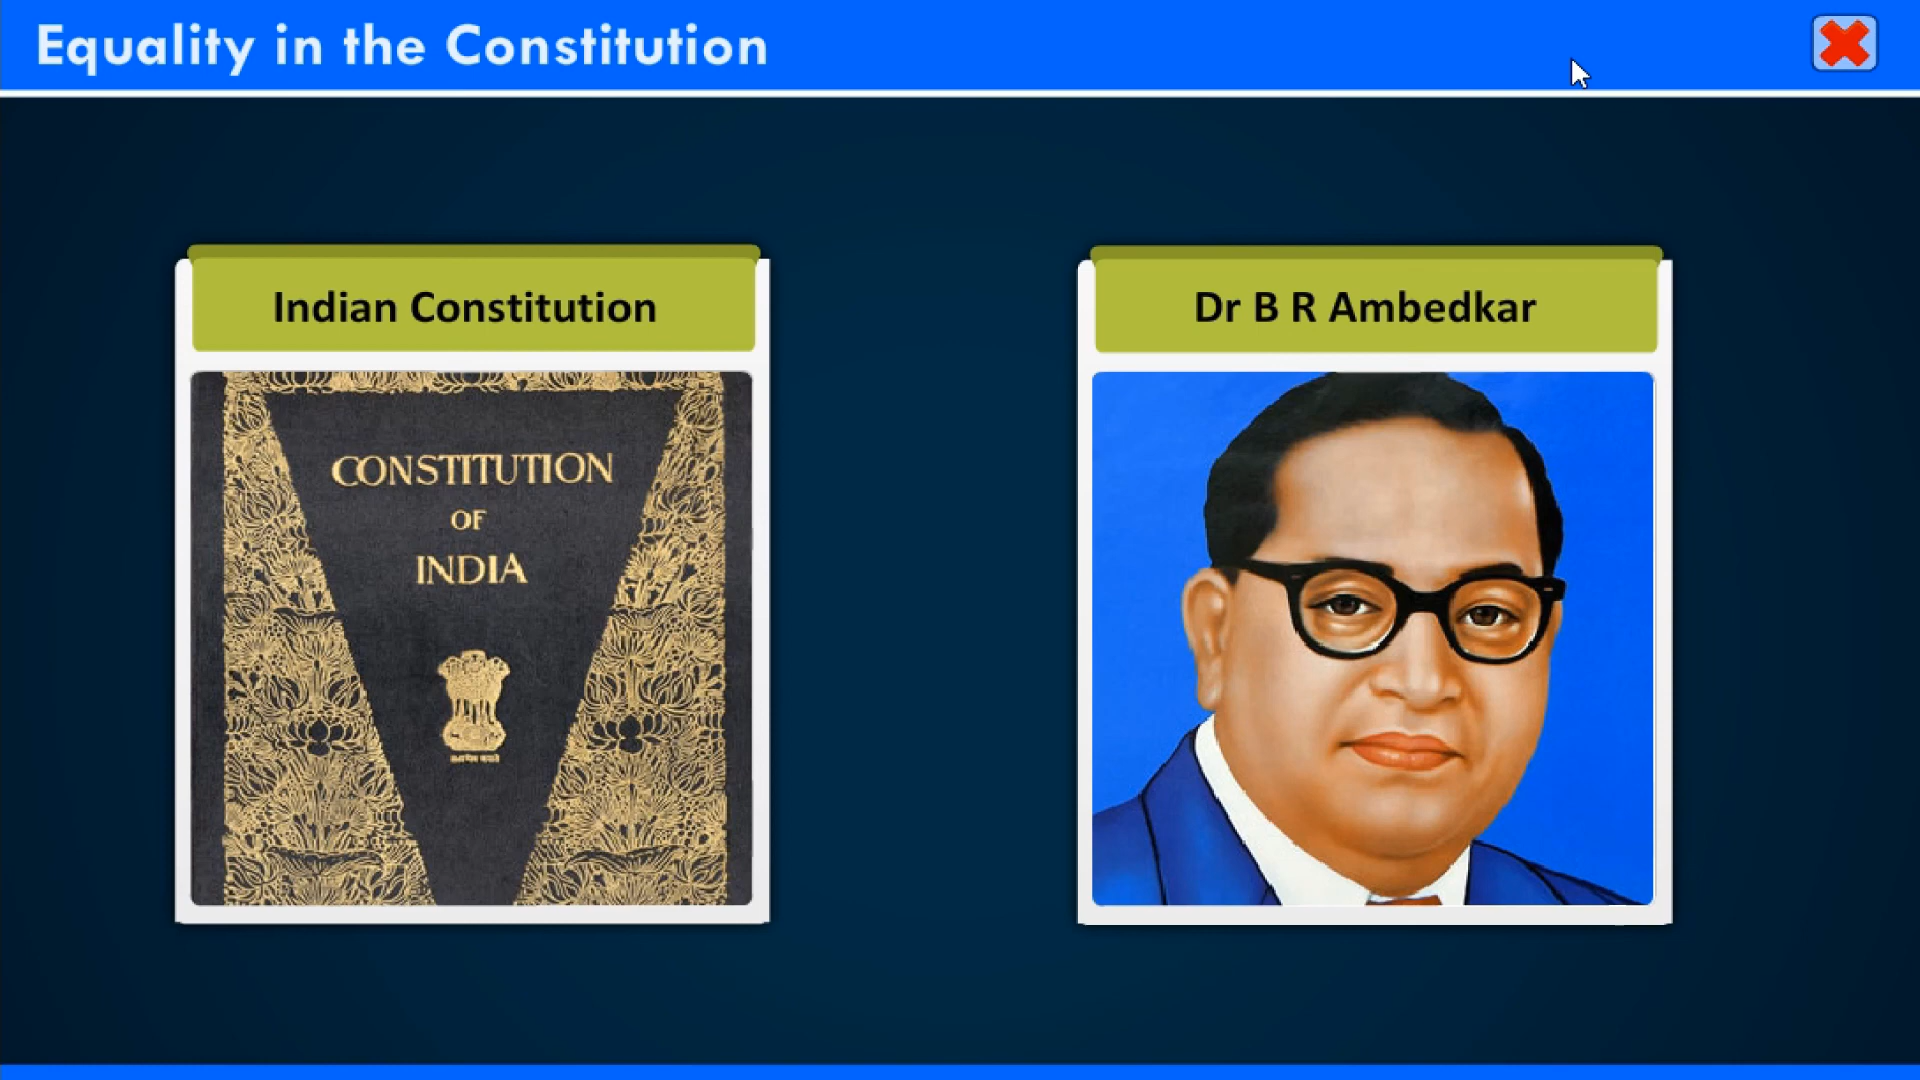 Equality in the Constitution
Indian Constitution
CONSTITUTION
OF
INDIA
Dr B R Ambedkar